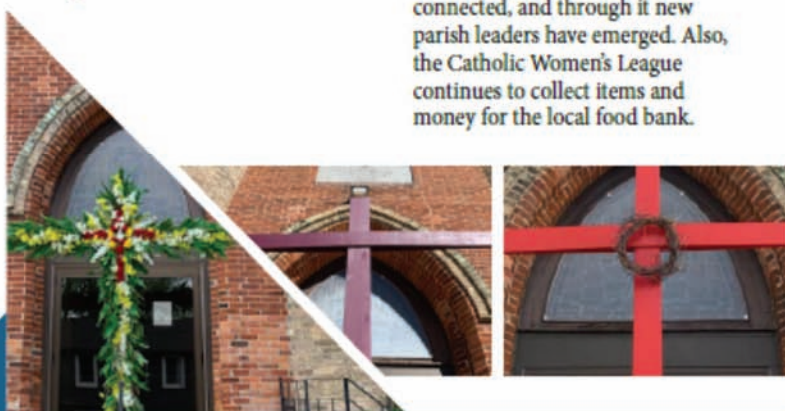 connected, and through it new
parish leaders have emerged. Also,
the Catholic Women's League
continues to collect items and
money for the local food bank.